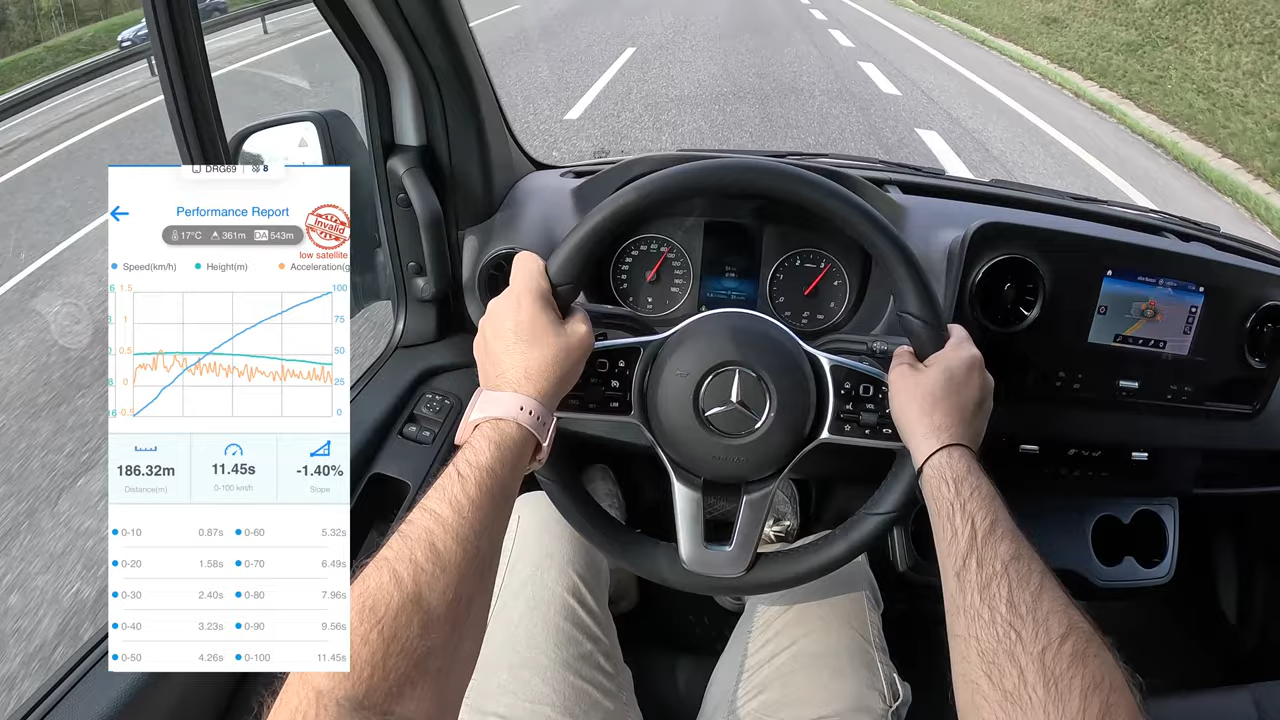 DRG69 8
Performance Report
Invalid
17°C 361m DA 543m
low satellite
Speed(km/h) Height(m) Acceleration(g
1.5 100
1 75
0.5 50
0 25
-0.5 0
186.32m 11.45s -1.40%
Distance(m) 0-100 km/h Slope
0-10 0.87s 0-60 5.32s
0-20 1.58s 0-70 6.49s
0-30 2.40s 0-80 7.96s
0-40 3.23s 0-90 9.56s
0-50 4.26s 0-100 11.45s